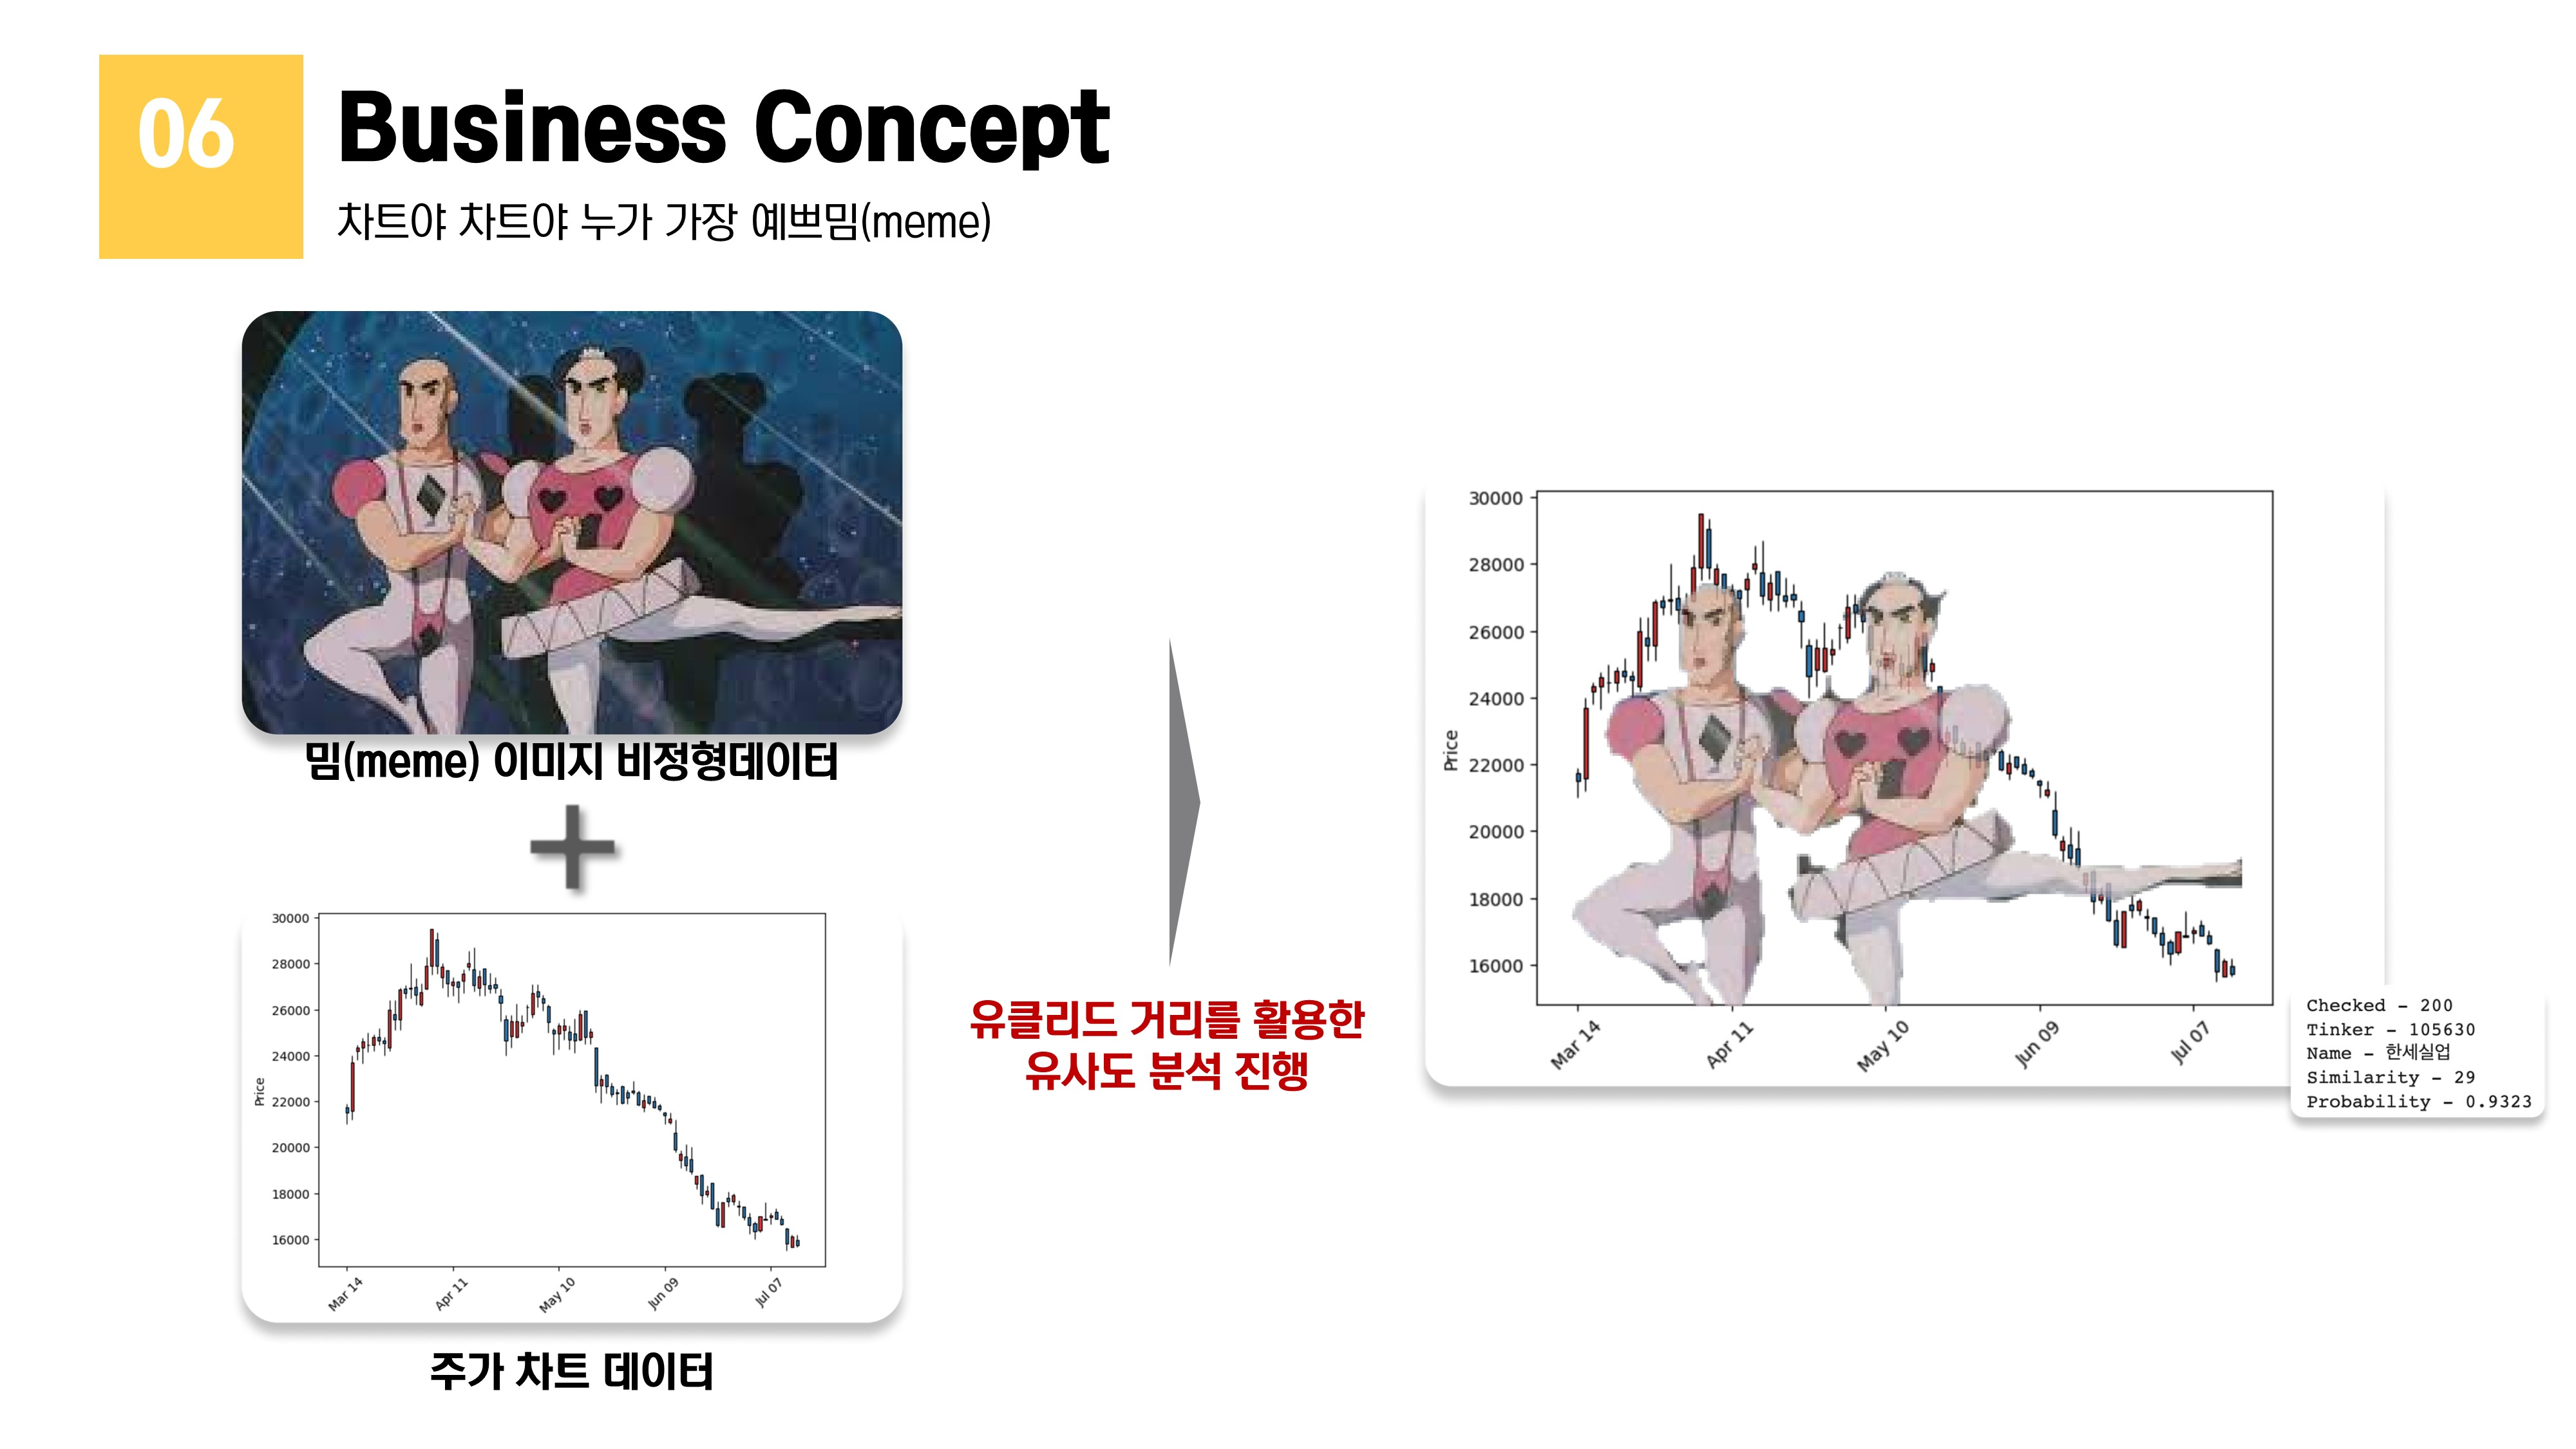 06
Business Concept
차트야 차트야 누가 가장 예쁘밈(meme)
밈(meme) 이미지 비정형데이터
+
30000
28000
26000
24000
22000
20000
18000
16000
Price
Mar 14
Apr 11
May 10
Jun 09
Jul 07
주가 차트 데이터
유클리드 거리를 활용한
유사도 분석 진행
30000
28000
26000
24000
22000
20000
18000
16000
Price
Mar 14
Apr 11
May 10
Jun 09
Jul 07
Checked - 200
Tinker - 105630
Name - 한세실업
Similarity - 29
Probability - 0.9323